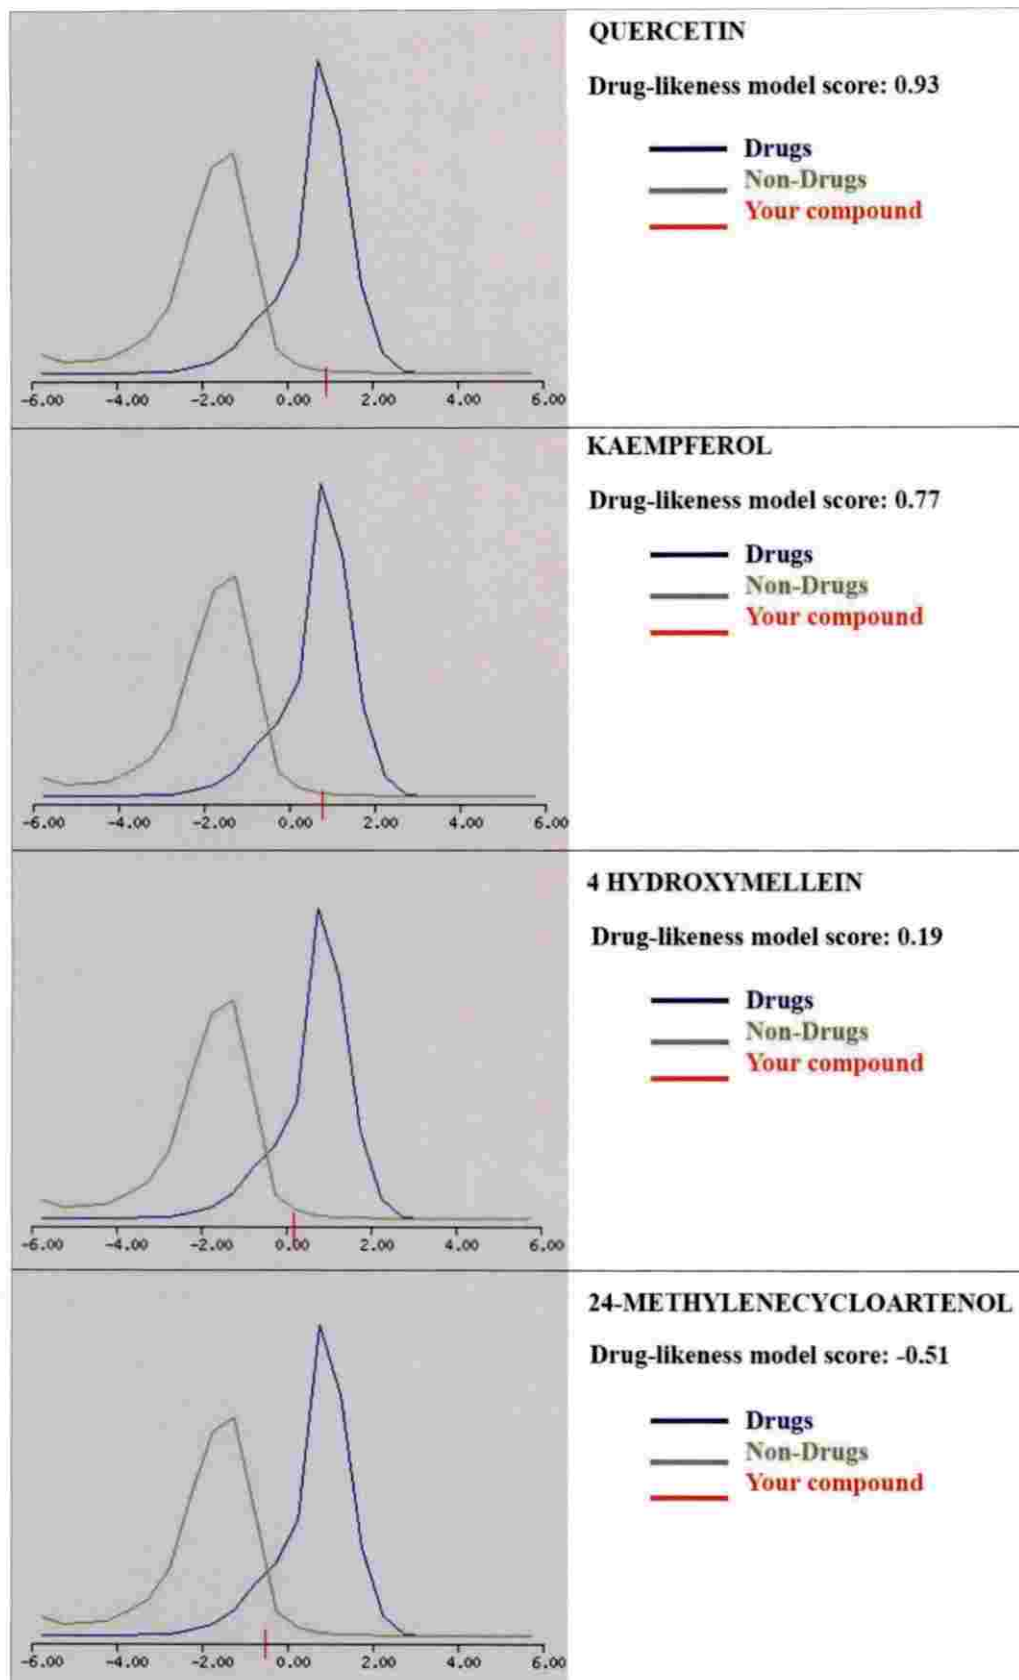 QUERCETIN
Drug-likeness model score: 0.93
Drugs
Non-Drugs
Your compound
-6.00 -4.00 -2.00 0.00 2.00 4.00 6.00
KAEMPFEROL
Drug-likeness model score: 0.77
Drugs
Non-Drugs
Your compound
-6.00 -4.00 -2.00 0.00 2.00 4.00 6.00
4 HYDROXYMELLEIN
Drug-likeness model score: 0.19
Drugs
Non-Drugs
Your compound
-6.00 -4.00 -2.00 0.00 2.00 4.00 6.00
24-METHYLENECYCLOARTENOL
Drug-likeness model score: -0.51
Drugs
Non-Drugs
Your compound
-6.00 -4.00 -2.00 0.00 2.00 4.00 6.00